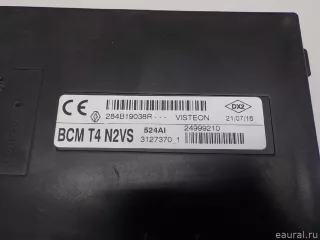 CE
284B19038R---
VISTEON
DX2
21/07/16
BCM T4 N2VS
524AI
24999210
3127370 1
eaural.ru